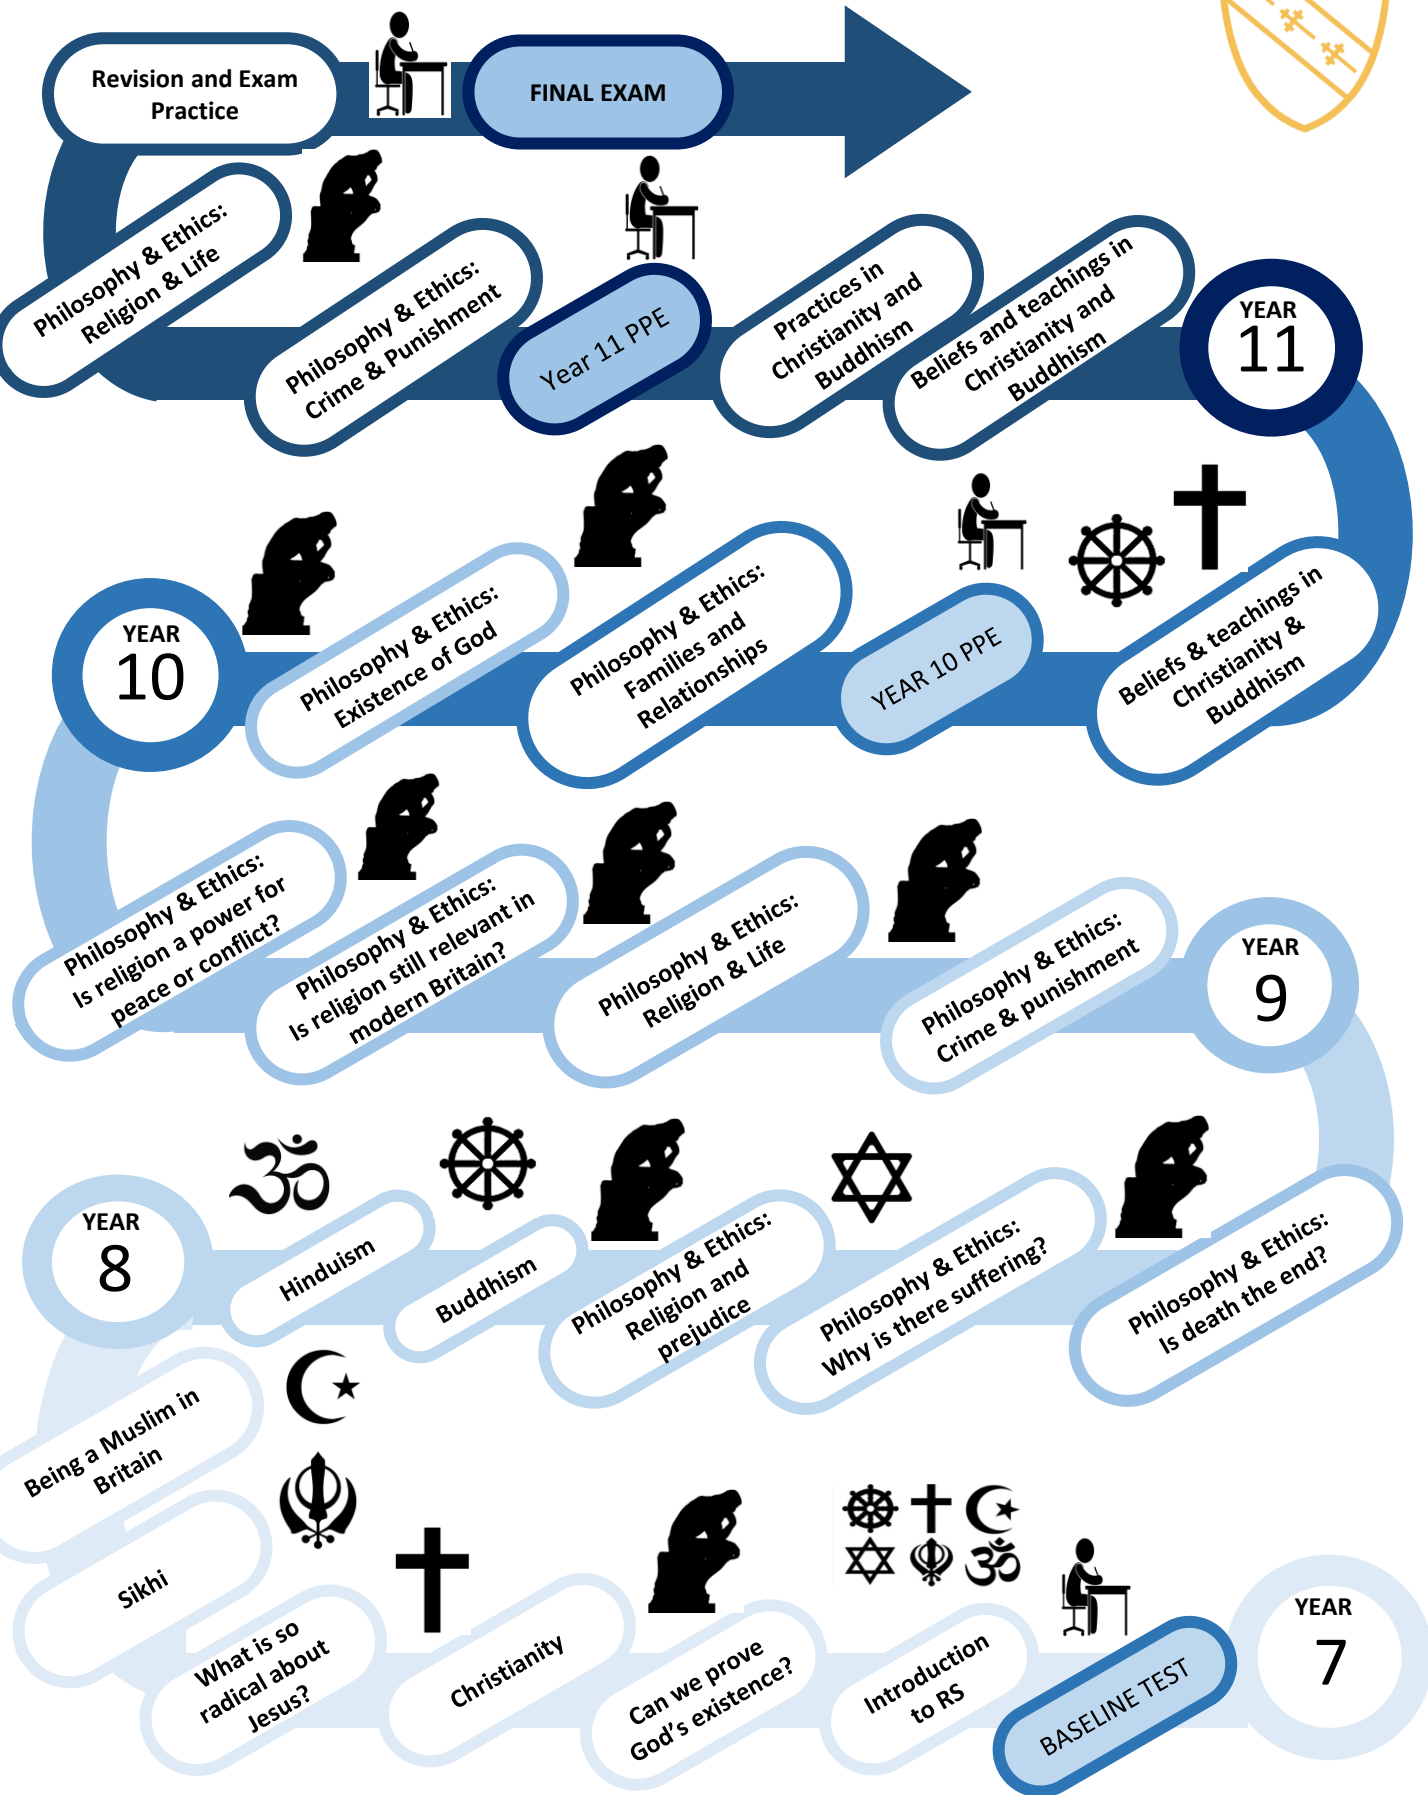 Revision and Exam
Practice
FINAL EXAM
Philosophy & Ethics:
Religion & Life
Philosophy & Ethics:
Crime & Punishment
Year 11 PPE
Practices in
Christianity and
Buddhism
Beliefs and teachings in
Christianity and
Buddhism
YEAR
11
YEAR
10
Philosophy & Ethics:
Existence of God
Philosophy & Ethics:
Families and
Relationships
YEAR 10 PPE
Beliefs & teachings in
Christianity &
Buddhism
Philosophy & Ethics:
Is religion a power for
peace or conflict?
Philosophy & Ethics:
Is religion still relevant in
modern Britain?
Philosophy & Ethics:
Religion & Life
Philosophy & Ethics:
Crime & punishment
YEAR
9
YEAR
8
Hinduism
Buddhism
Philosophy & Ethics:
Religion and
prejudice
Philosophy & Ethics:
Why is there suffering?
Philosophy & Ethics:
Is death the end?
Being a Muslim in
Britain
Sikhi
What is so
radical about
Jesus?
Christianity
Can we prove
God's existence?
Introduction
to RS
BASELINE TEST
YEAR
7